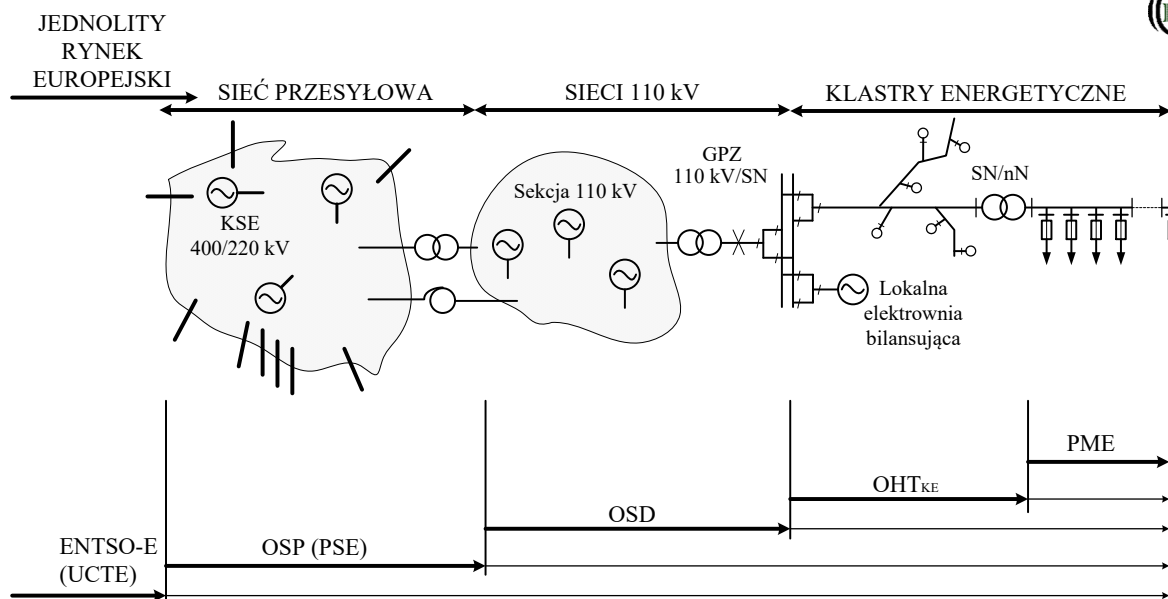 JEDNOLITY
RYNEK
EUROPEJSKI
SIEĆ PRZESYŁOWA
SIECI 110 kV
KLASTRY ENERGETYCZNE
KSE
400/220 kV
Sekcja 110 kV
GPZ
110 kV/SN
SN/nN
Lokalna
elektrownia
bilansująca
PME
OHTKE
OSD
OSP (PSE)
ENTSO-E
(UCTE)